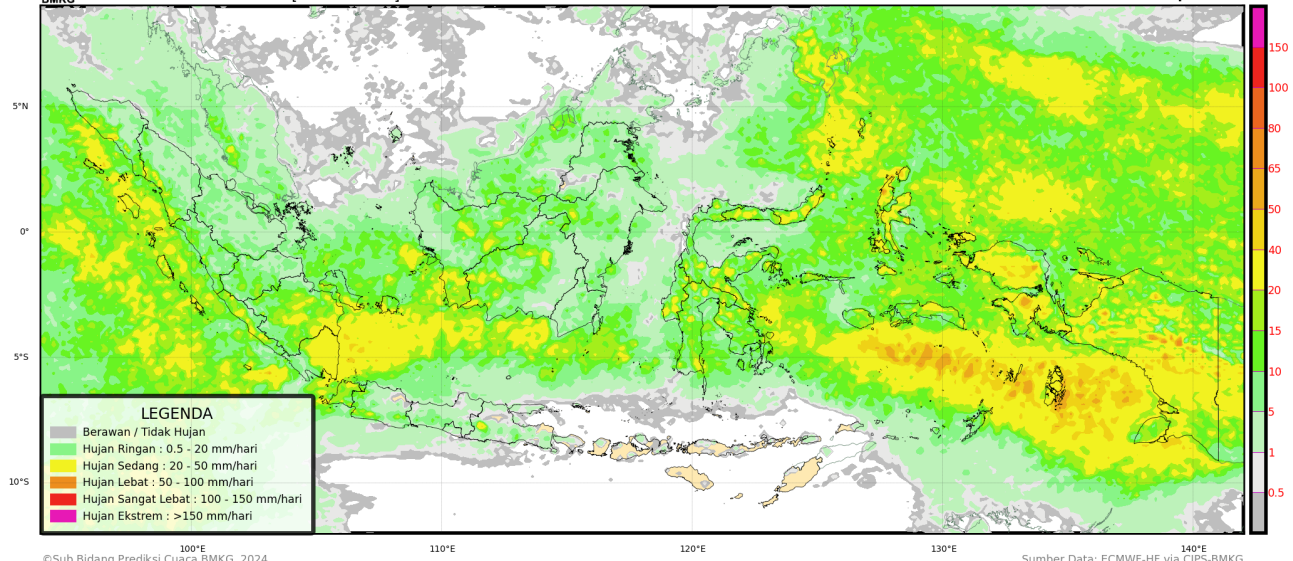 BMKG
5°N
0°
5°S
10°S
100°E
110°E
120°E
130°E
140°E
150
100
80
65
50
40
20
15
10
5
1
0.5
LEGENDA
Berawan / Tidak Hujan
Hujan Ringan : 0.5 - 20 mm/hari
Hujan Sedang : 20 - 50 mm/hari
Hujan Lebat : 50 - 100 mm/hari
Hujan Sangat Lebat : 100 - 150 mm/hari
Hujan Ekstrem : >150 mm/hari
©Sub Bidang Prediksi Cuaca BMKG, 2024
Sumber Data: ECMWF-HF via CIPS-BMKG